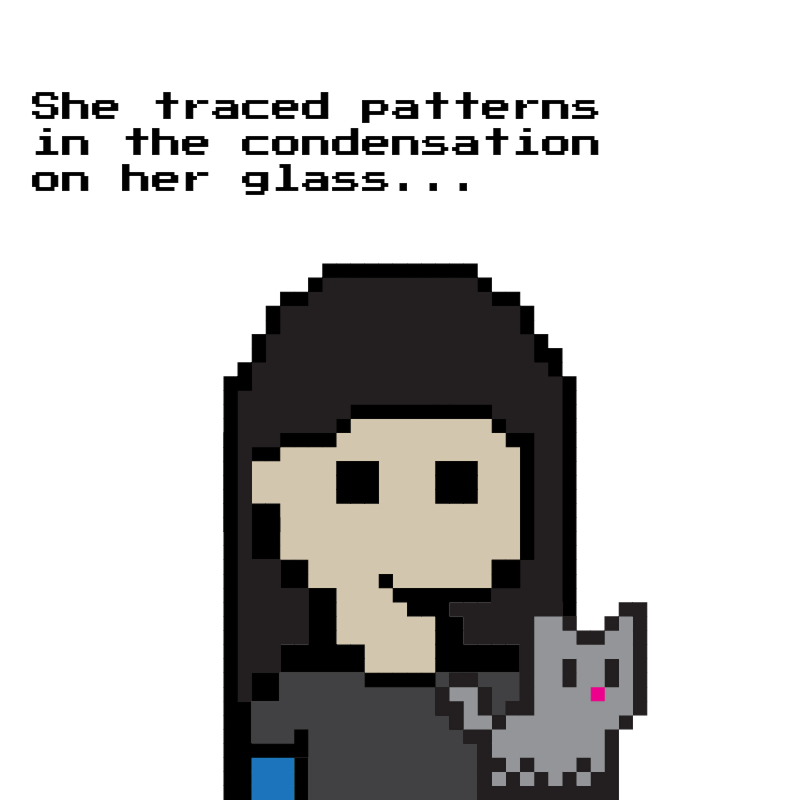 She traced patterns
in the condensation
on her glass...